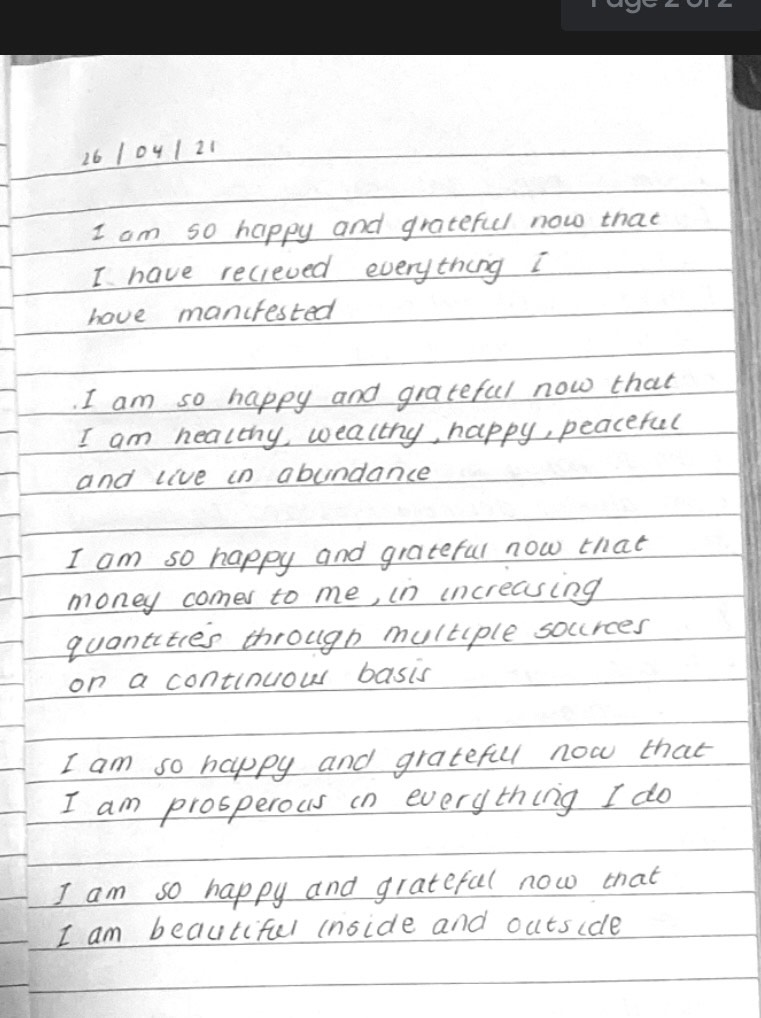 Page 2 of 2
26/04/21
I am so happy and grateful now that
I have recieved everything i
have manifested
I am so happy and grateful now that
I am healthy, wealthy, happy, peaceful
and live in abundance
I am so happy and grateful now that
money comes to me, in increasing
quantities through multiple sources
on a continuous basis
I am so happy and grateful now that
I am prosperous in everything I do
I am so happy and grateful now that
I am beautiful inside and outside